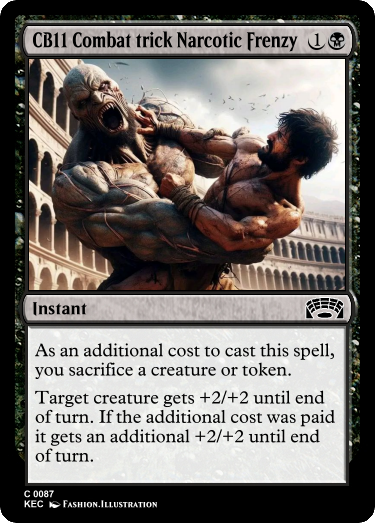 CB11 Combat trick Narcotic Frenzy 1
Instant
As an additional cost to cast this spell,
you sacrifice a creature or token.
Target creature gets +2/+2 until end
of turn. If the additional cost was paid
it gets an additional +2/+2 until end
of turn.
C 0087
KEC Fashion.Illustration